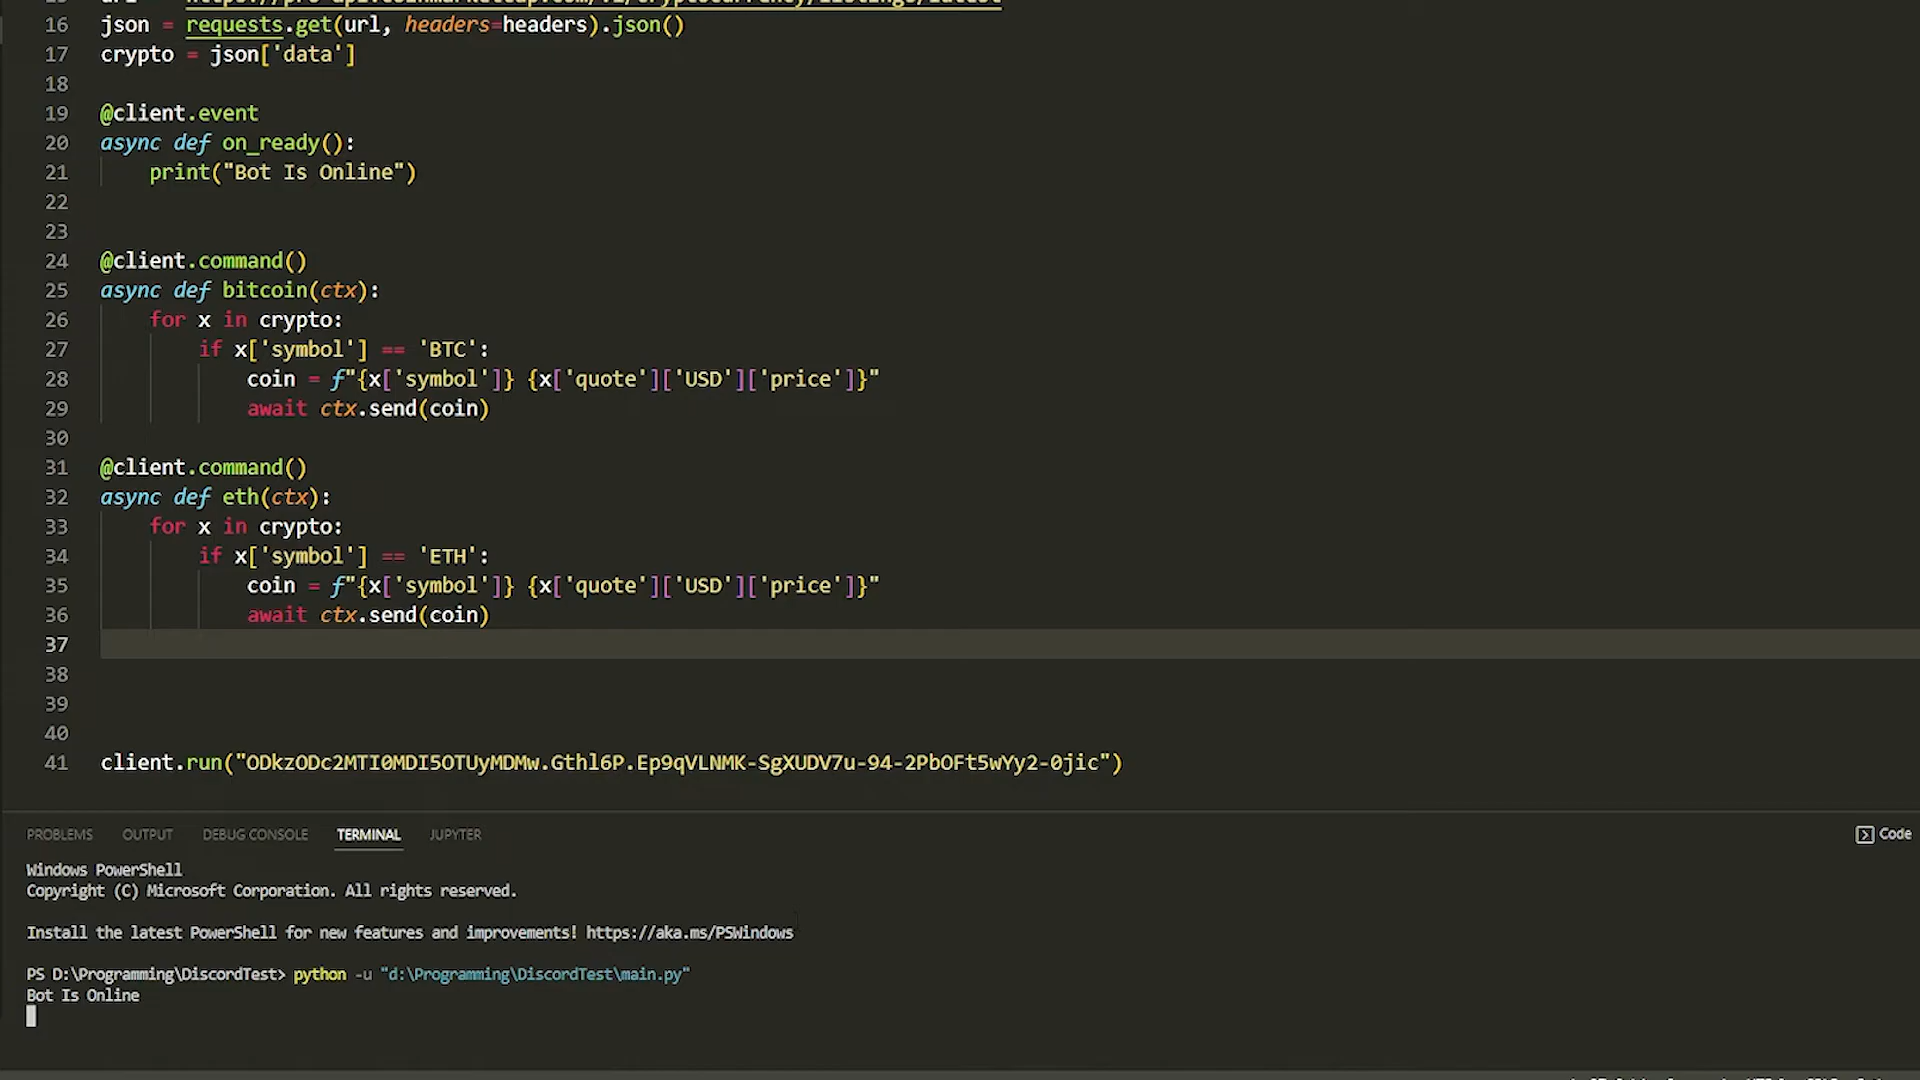 16 json = requests.get(url, headers=headers).json()
17 crypto = json['data']
18
19 @client.event
20 async def on_ready():
21 print("Bot Is Online")
22
23
24 @client.command()
25 async def bitcoin(ctx):
26 for x in crypto:
27 if x['symbol'] == 'BTC':
28 coin = f"{x['symbol']} {x['quote']['USD']['price']}"
29 await ctx.send(coin)
30
31 @client.command()
32 async def eth(ctx):
33 for x in crypto:
34 if x['symbol'] == 'ETH':
35 coin = f"{x['symbol']} {x['quote']['USD']['price']}"
36 await ctx.send(coin)
37
38
39
40
41 client.run("ODkzODc2MTI0MDI5OTUyMDMw.Gthl6P.Ep9qVLNMK-SgXUDV7u-94-2PbOFt5wYy2-0jic")
PROBLEMS OUTPUT DEBUG CONSOLE TERMINAL JUPYTER Code
Windows PowerShell
Copyright (C) Microsoft Corporation. All rights reserved.
Install the latest PowerShell for new features and improvements! https://aka.ms/PSWindows
PS D:\Programming\DiscordTest> python -u "d:\Programming\DiscordTest\main.py"
Bot Is Online